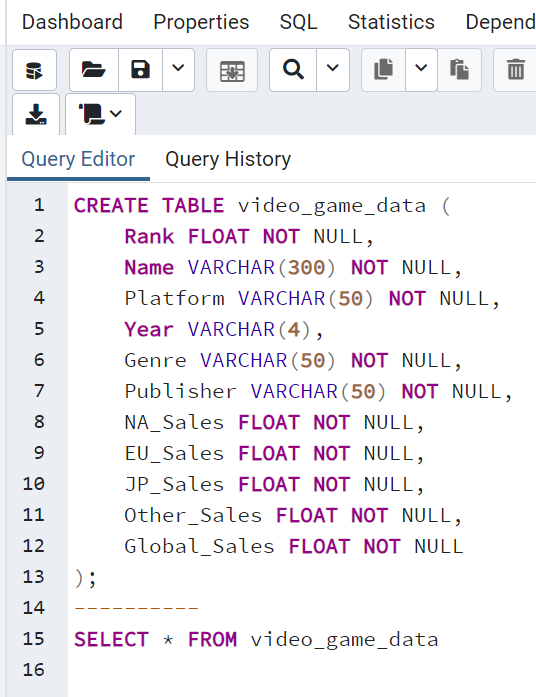 Dashboard Properties SQL Statistics Depend
Query Editor Query History
1 CREATE TABLE video_game_data (
2 Rank FLOAT NOT NULL,
3 Name VARCHAR(300) NOT NULL,
4 Platform VARCHAR(50) NOT NULL,
5 Year VARCHAR(4),
6 Genre VARCHAR(50) NOT NULL,
7 Publisher VARCHAR(50) NOT NULL,
8 NA_Sales FLOAT NOT NULL,
9 EU_Sales FLOAT NOT NULL,
10 JP_Sales FLOAT NOT NULL,
11 Other_Sales FLOAT NOT NULL,
12 Global_Sales FLOAT NOT NULL
13 );
14 ----------
15 SELECT * FROM video_game_data
16